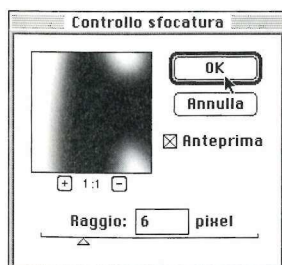 Controllo sfocatura
OK
Annulla
Anteprima
+ 1:1 −
Raggio: 6 pixel